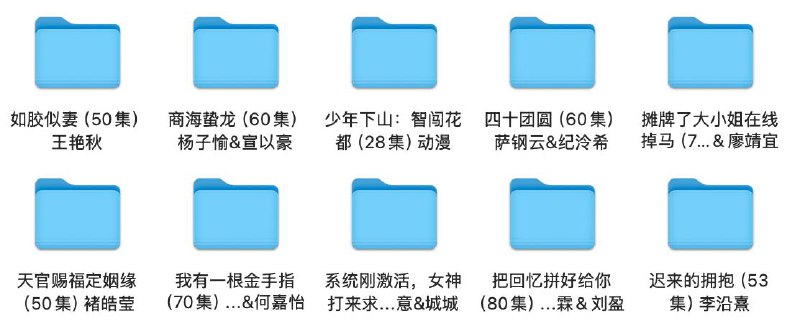 如胶似妻（50集）
王艳秋
商海蛰龙（60集）
杨子愉&宣以豪
少年下山：智闯花
都（28集）动漫
四十团圆（60集）
萨钢云&纪泠希
摊牌了大小姐在线
掉马（7...＆廖靖宜
天官赐福定姻缘
（50集）褚皓莹
我有一根金手指
（70集）...&何嘉怡
系统刚激活，女神
打来求...意&城城
把回忆拼好给你
（80集）...霖＆刘盈
迟来的拥抱（53
集）李沿熹